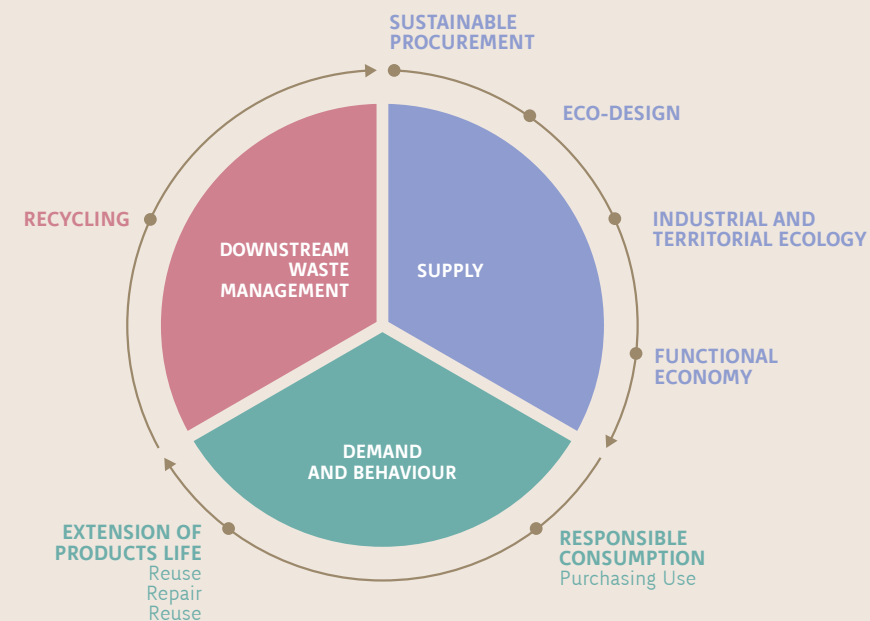 SUSTAINABLE
PROCUREMENT
ECO-DESIGN
INDUSTRIAL AND
TERRITORIAL ECOLOGY
FUNCTIONAL
ECONOMY
RECYCLING
DOWNSTREAM
WASTE
MANAGEMENT
SUPPLY
DEMAND
AND BEHAVIOUR
RESPONSIBLE
CONSUMPTION
Purchasing Use
EXTENSION OF
PRODUCTS LIFE
Reuse
Repair
Reuse